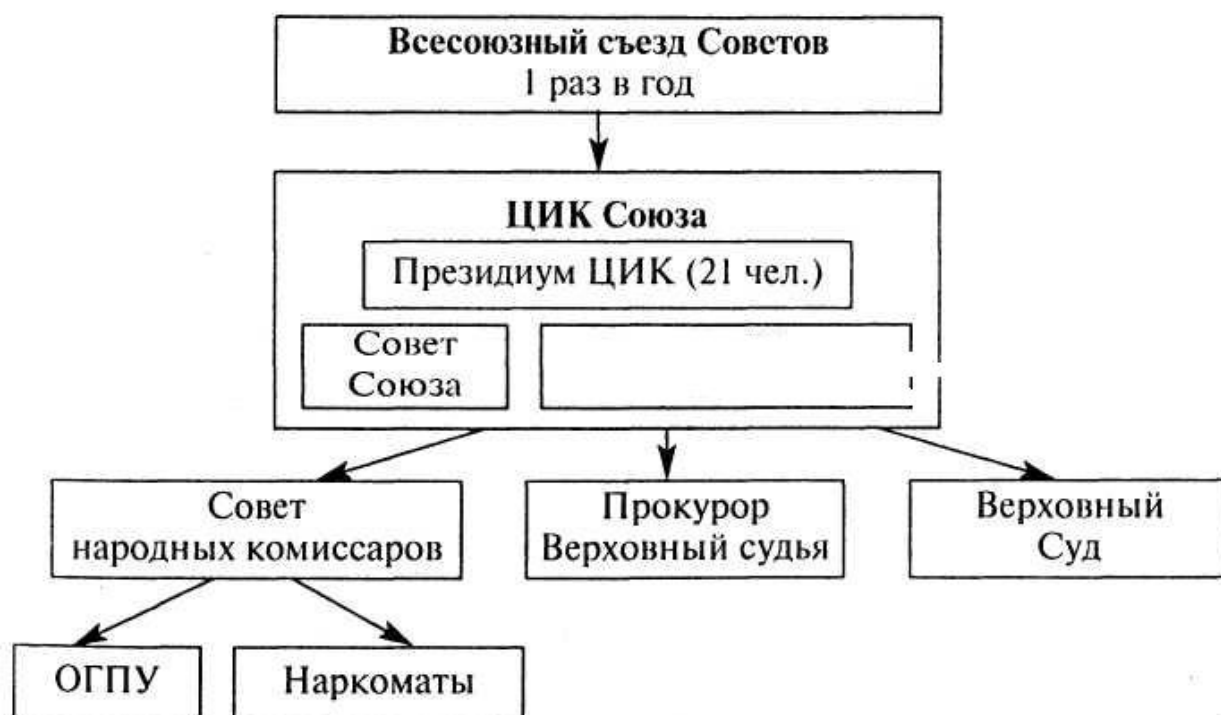 Всесоюзный съезд Советов
1 раз в год
ЦИК Союза
Президиум ЦИК (21 чел.)
Совет
Союза
Совет
народных комиссаров
Прокурор
Верховный судья
Верховный
Суд
ОГПУ
Наркоматы